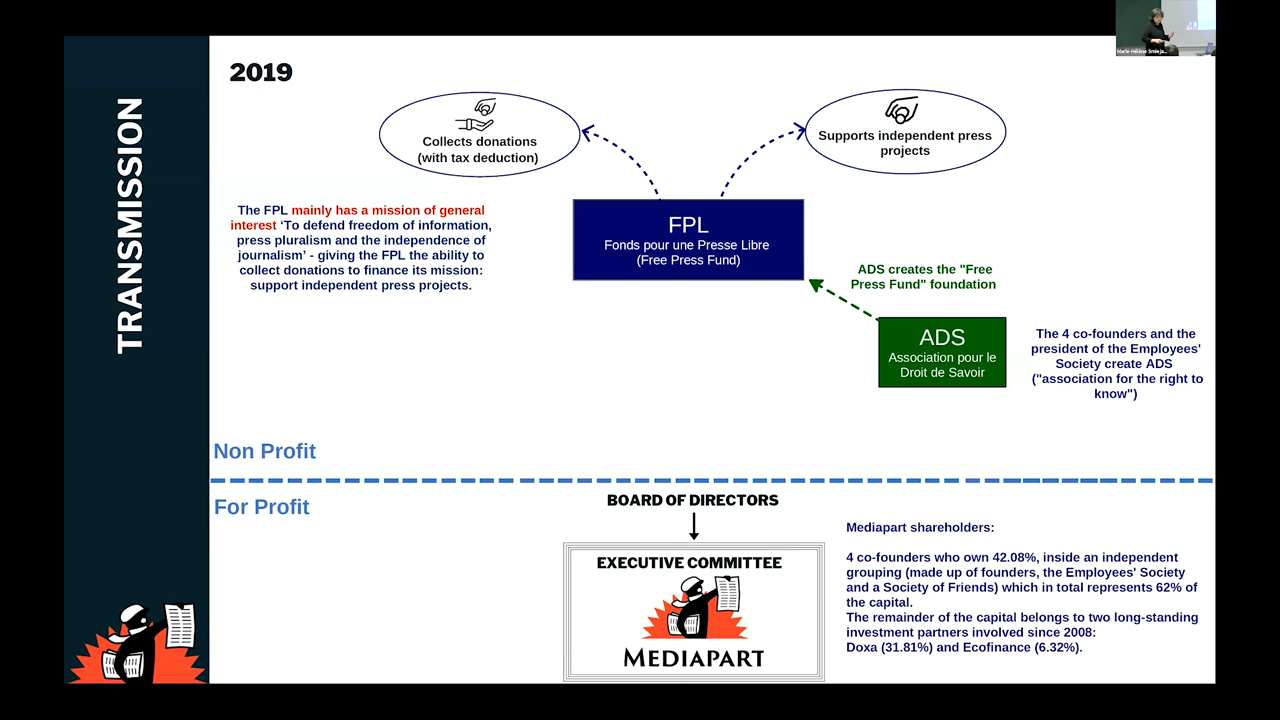 Marie-Hélène Smieja...
TRANSMISSION
2019
Collects donations
(with tax deduction)
Supports independent press
projects
The FPL mainly has a mission of general
interest ‘To defend freedom of information,
press pluralism and the independence of
journalism’ - giving the FPL the ability to
collect donations to finance its mission:
support independent press projects.
FPL
Fonds pour une Presse Libre
(Free Press Fund)
ADS creates the "Free
Press Fund" foundation
ADS
Association pour le
Droit de Savoir
The 4 co-founders and the
president of the Employees'
Society create ADS
("association for the right to
know")
Non Profit
For Profit
BOARD OF DIRECTORS
EXECUTIVE COMMITTEE
MEDIAPART
Mediapart shareholders:
4 co-founders who own 42.08%, inside an independent
grouping (made up of founders, the Employees' Society
and a Society of Friends) which in total represents 62% of
the capital.
The remainder of the capital belongs to two long-standing
investment partners involved since 2008:
Doxa (31.81%) and Ecofinance (6.32%).